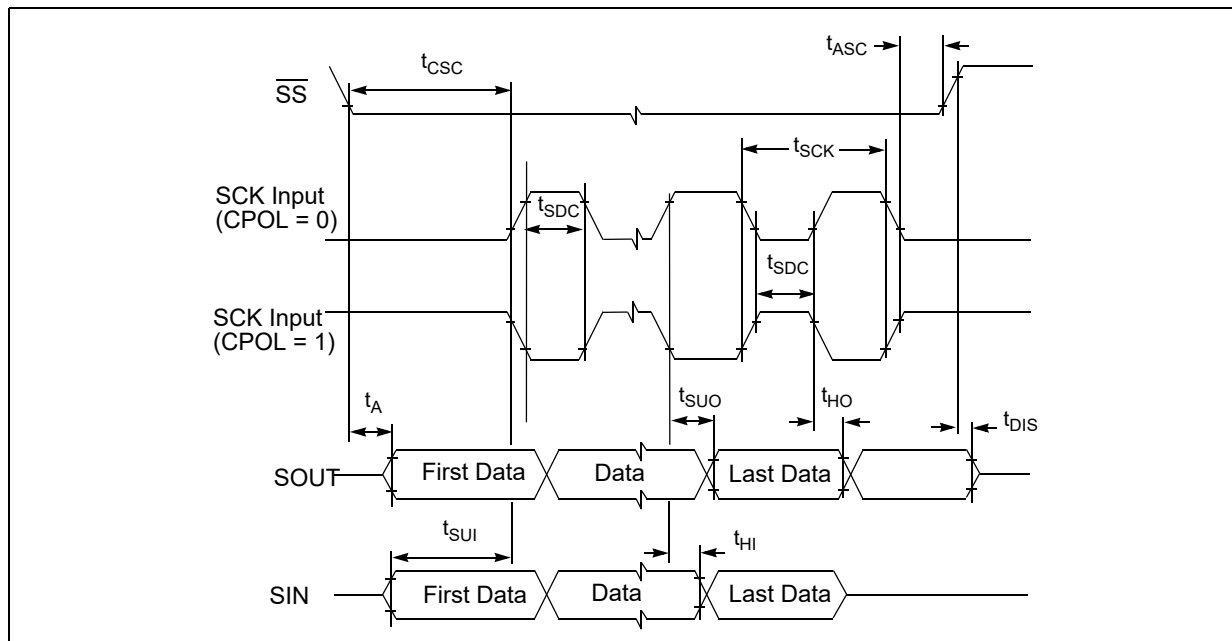 tASC
tCSC
SS
tSCK
SCK Input
(CPOL = 0)
tSDC
tSDC
SCK Input
(CPOL = 1)
tA
tSUO
tHO
tDIS
SOUT
First Data
Data
Last Data
tSUI
tHI
SIN
First Data
Data
Last Data